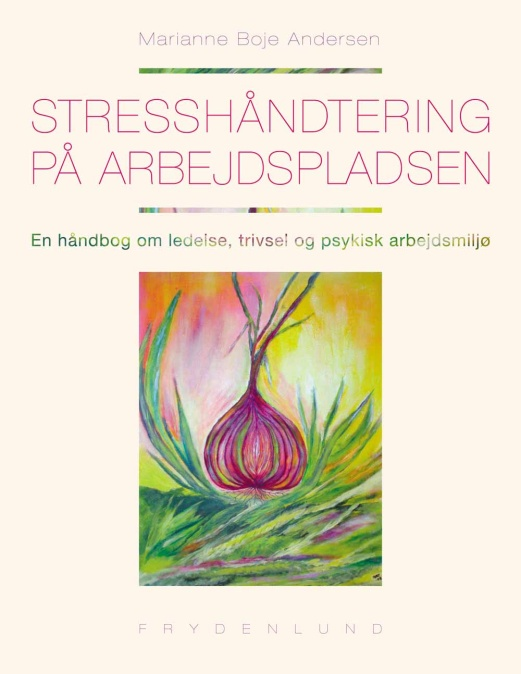 Marianne Boje Andersen
STRESSHÅNDTERING
PÅ ARBEJDSPLADSEN
En håndbog om ledelse, trivsel og psykisk arbejdsmiljø
FRYDENLUND